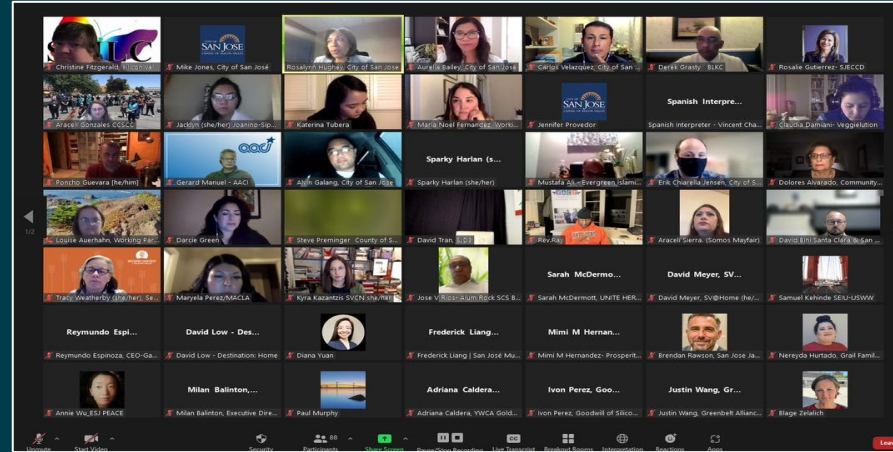 Christine Fitzgerald, Siliconval
SAN JOSE
Mike Jones, City of San José
Rosalynn Hughey, City of San José
Aurelia Bailey, City of San Jose
Carlos Velazquez, City of San ...
Derek Grasty - BLKC
Rosalie Gutierrez- SJECCD
Araceli Gonzales CCSCC
Jacklyn (she/her) Joanino-Sip...
Katerina Tubera
Maria Noel Fernandez, Worki...
SAN JOSE
Jennifer Provedor
Spanish Interpre...
Spanish Interpreter - Vincent Cha...
Claudia Damiani- Veggielution
Poncho Guevara [he/him]
aaci
Gerard Manuel - AACI
Alvin Galang, City of San Jose
Sparky Harlan (s...
Sparky Harlan (she/her)
Mustafa Ali - Evergreen Islami...
Erik Chiarella Jensen, City of S...
Dolores Alvarado, Community...
Louise Auerhahn, Working Par...
Darcie Green
Steve Preminger County of S...
David Tran,
Rev.Ray
Araceli Sierra. (Somos Mayfair)
David Bini Santa Clara & San ...
1/2
Tracy Weatherby (she/her), Se...
Maryela Perez/MACLA
Kyra Kazantzis SVCN she/her
Jose V Rios- Alum Rock SCS B...
Sarah McDermo...
Sarah McDermott, UNITE HER...
David Meyer, SV...
David Meyer, SV@Home (he/...
Samuel Kehinde SEIU-USWW
Reymundo Espi...
Reymundo Espinoza, CEO-Ga...
David Low - Des...
David Low - Destination: Home
Diana Yuan
Frederick Liang...
Frederick Liang | San José Mu...
Mimi M Hernan...
Mimi M Hernandez- Prosperit...
Brendan Rawson, San Jose Ja...
Nereyda Hurtado, Grail Famil...
Annie Wu_ESJ PEACE
Milan Balinton,...
Milan Balinton, Executive Dire...
Paul Murphy
Adriana Caldera...
Adriana Caldera, YWCA Gold...
Ivon Perez, Goo...
Ivon Perez, Goodwill of Silico...
Justin Wang, Gr...
Justin Wang, Greenbelt Allianc...
Blage Zelalich
Unmute
Start Video
Security
88
Participants
Share Screen
Pause/Stop Recording
CC
Live Transcript
Breakout Rooms
Interpretation
Reactions
Apps
Leav